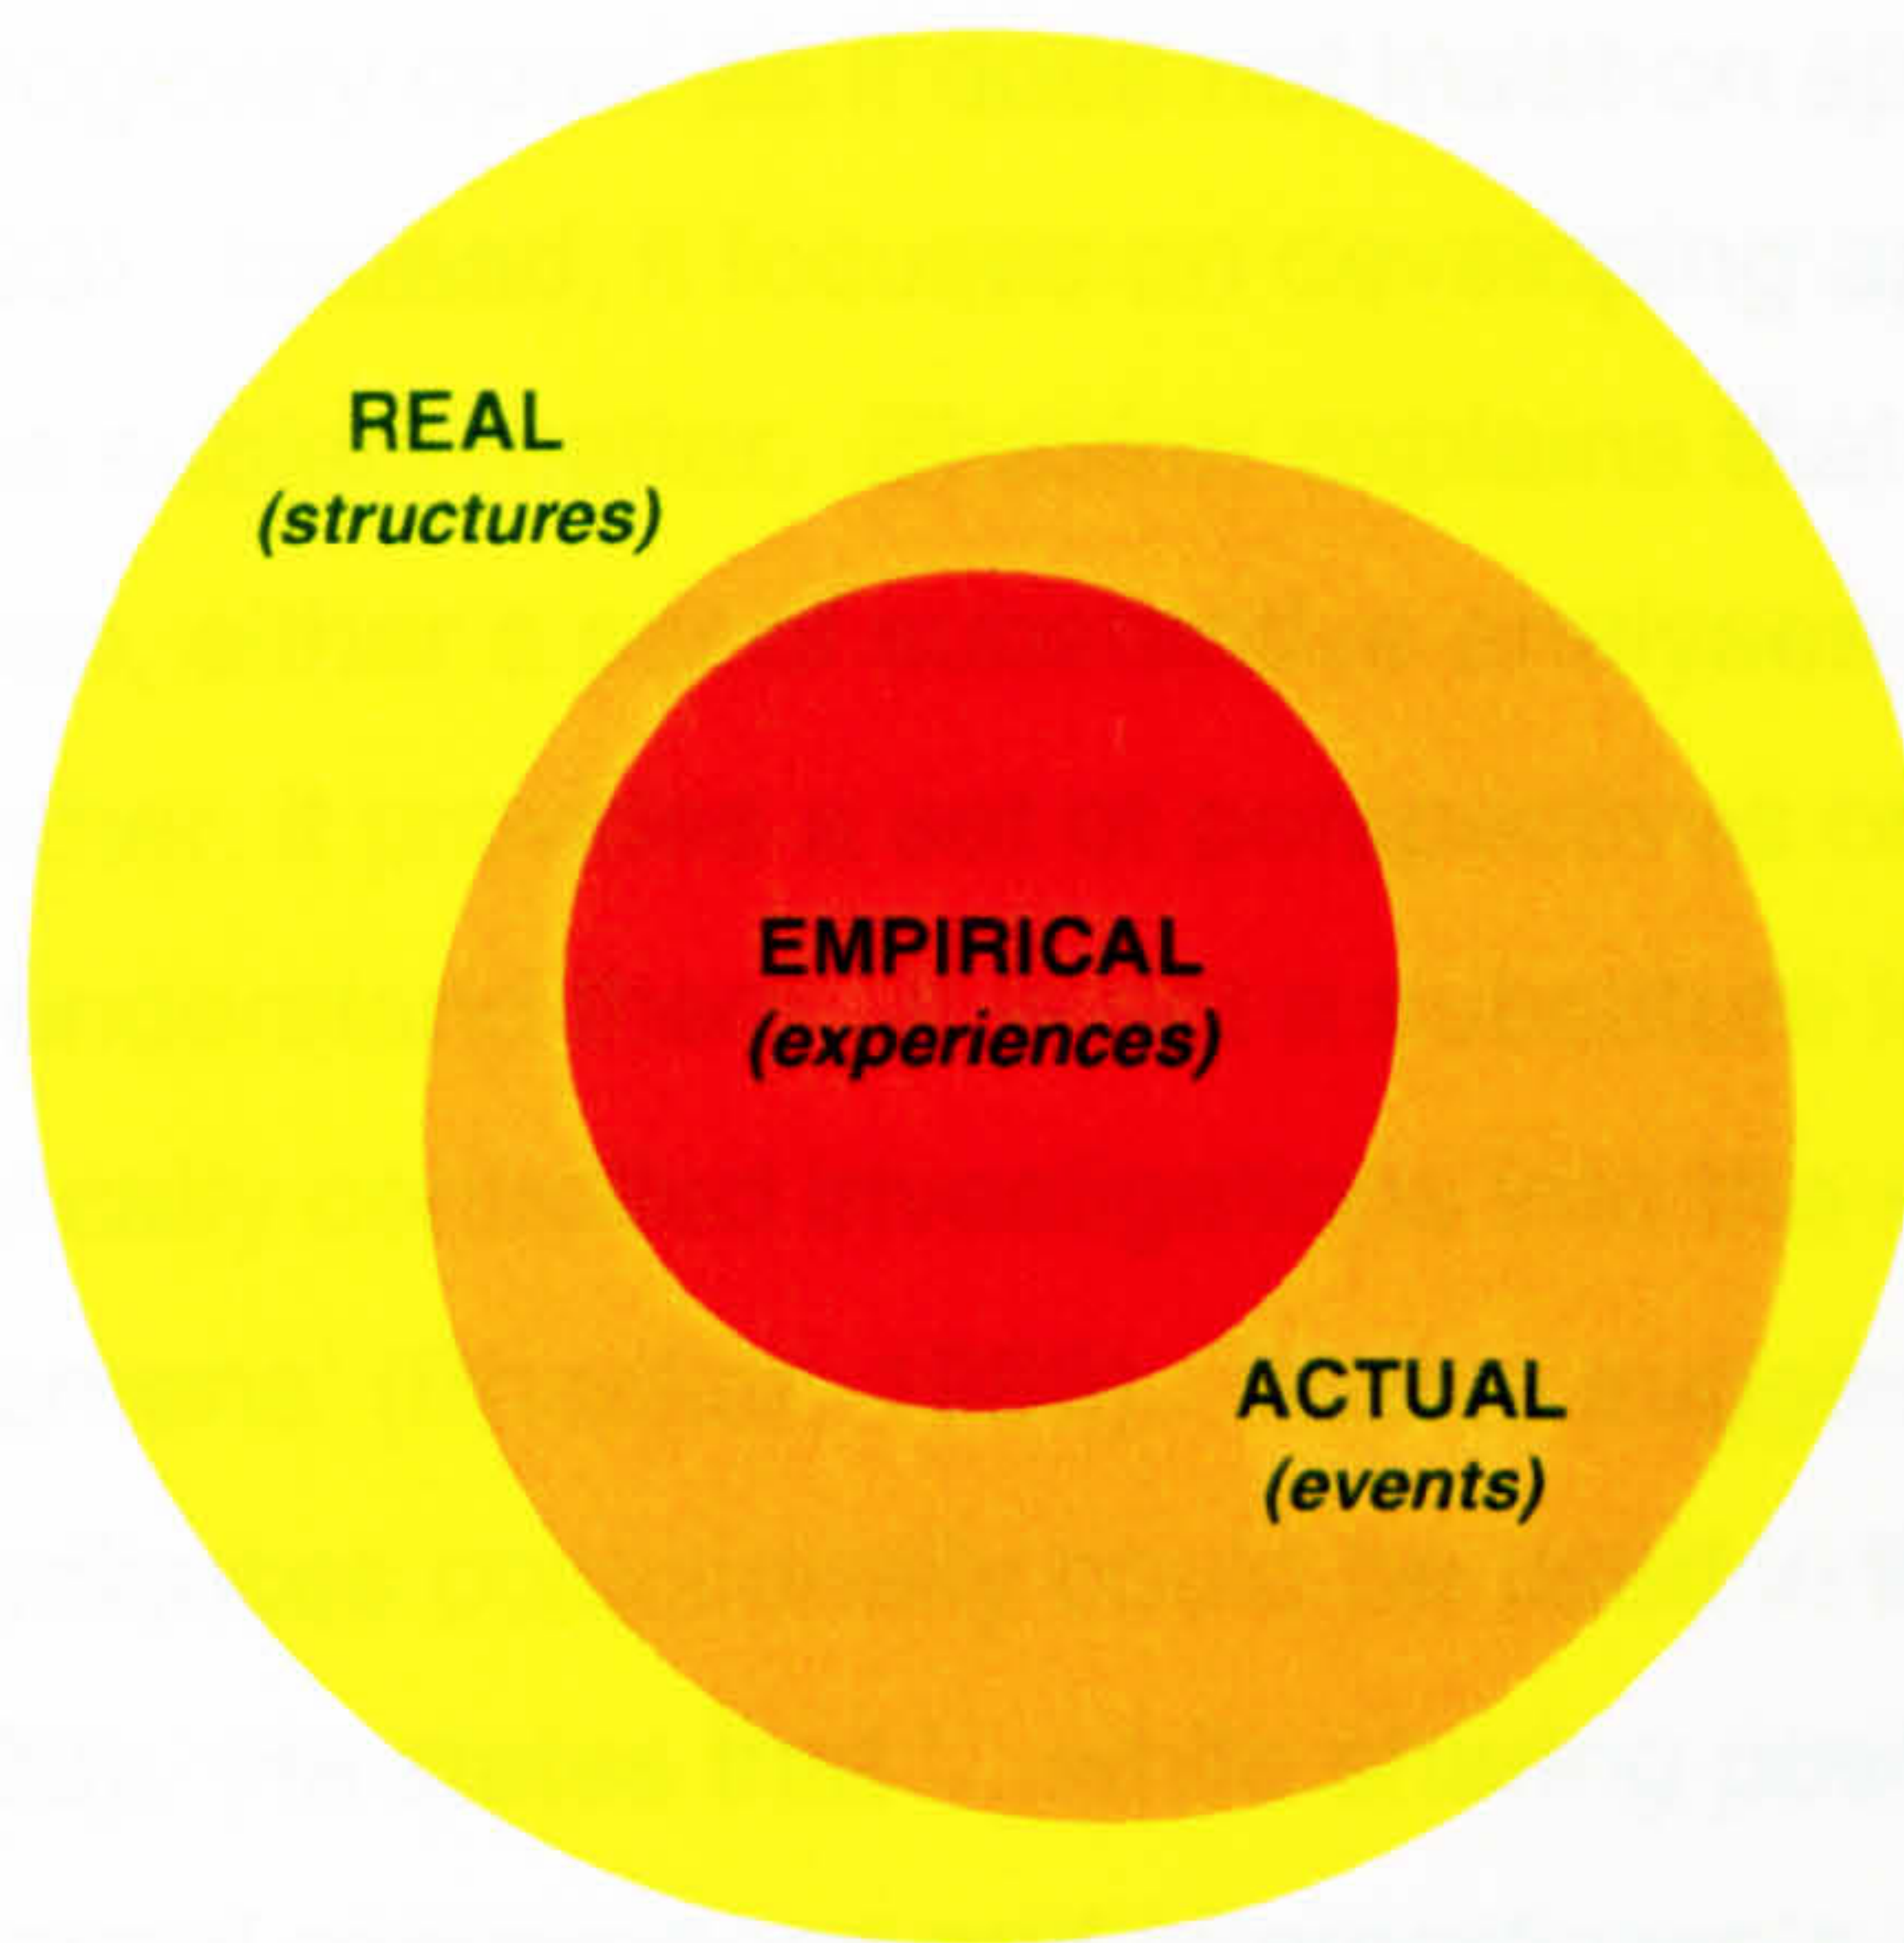 REAL
(structures)
EMPIRICAL
(experiences)
ACTUAL
(events)